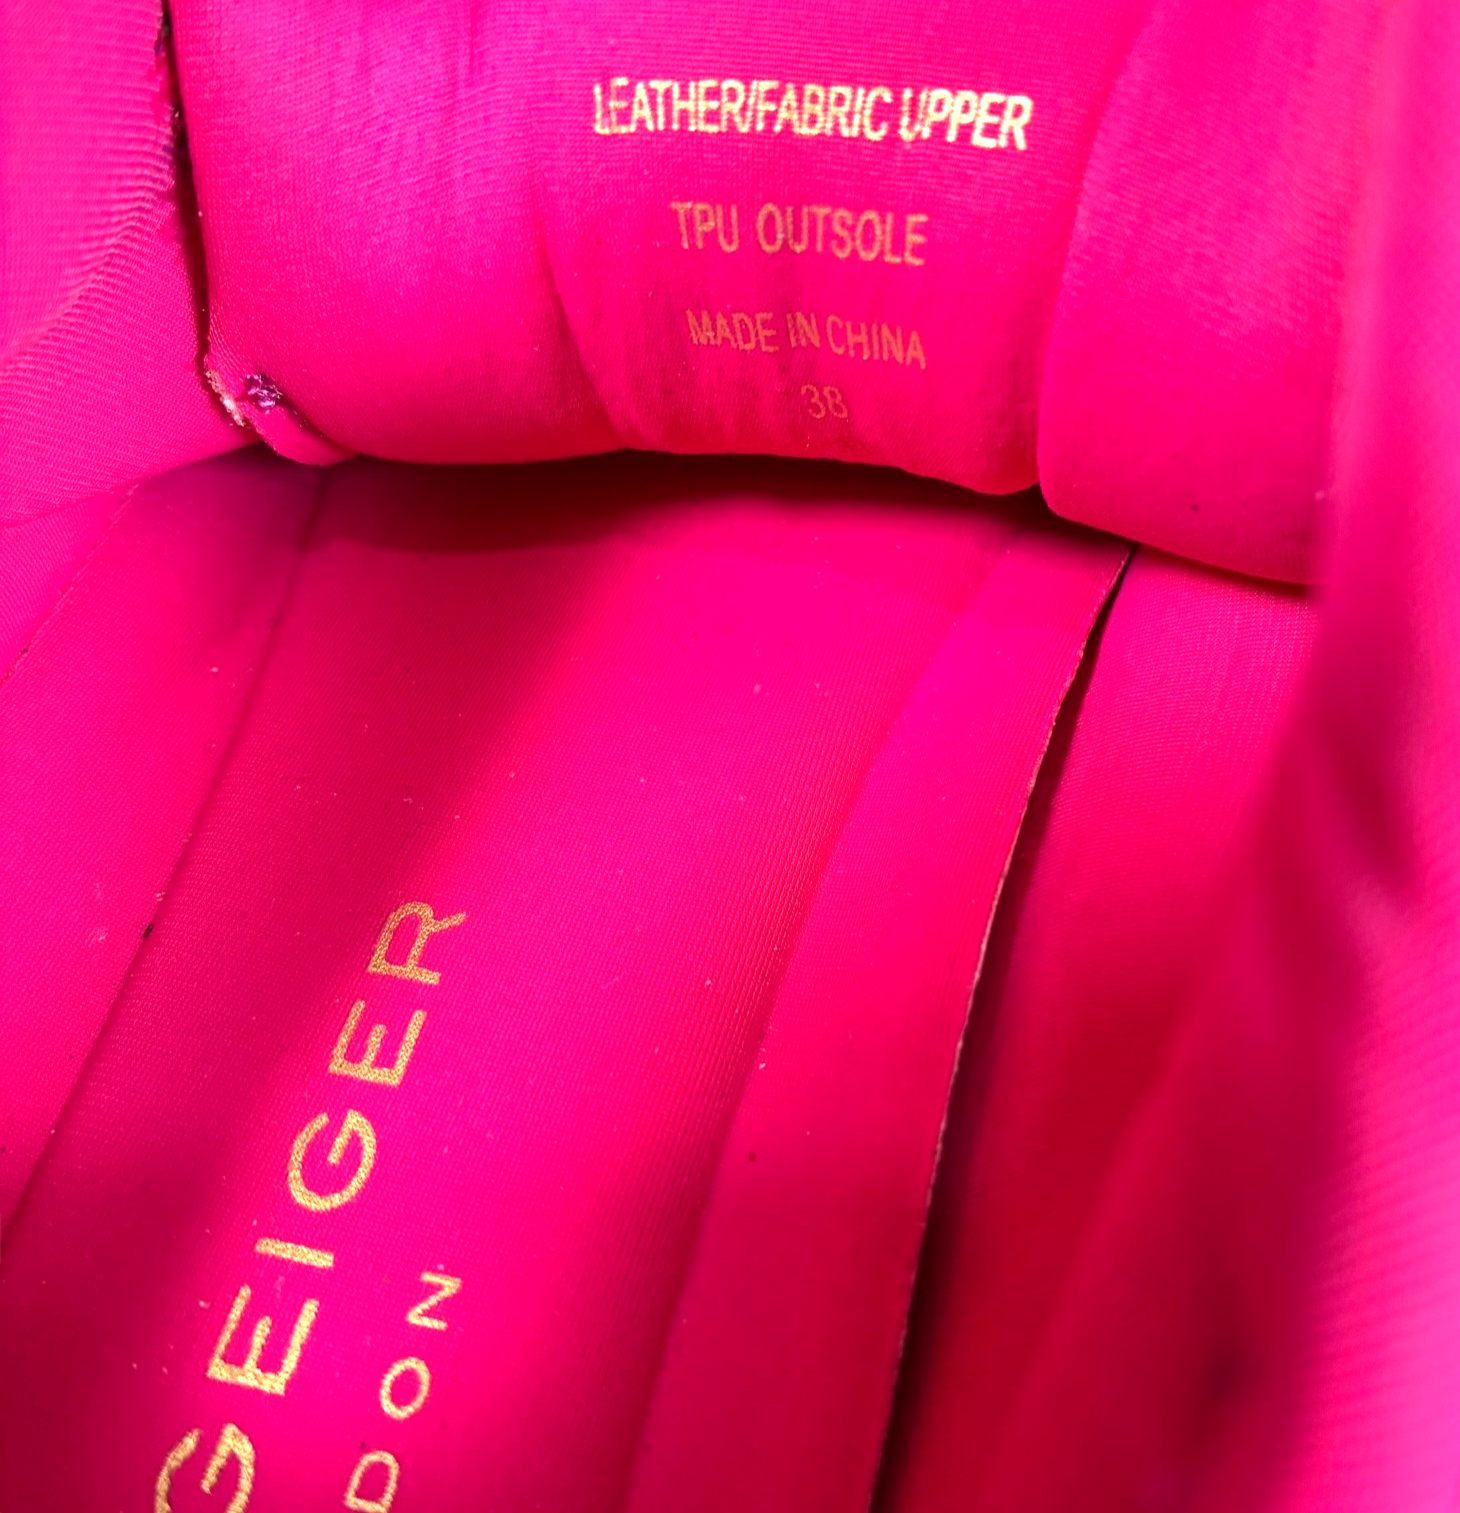 LEATHER/FABRIC UPPER
TPU OUTSOLE
MADE IN CHINA
38
GEIGER
DON